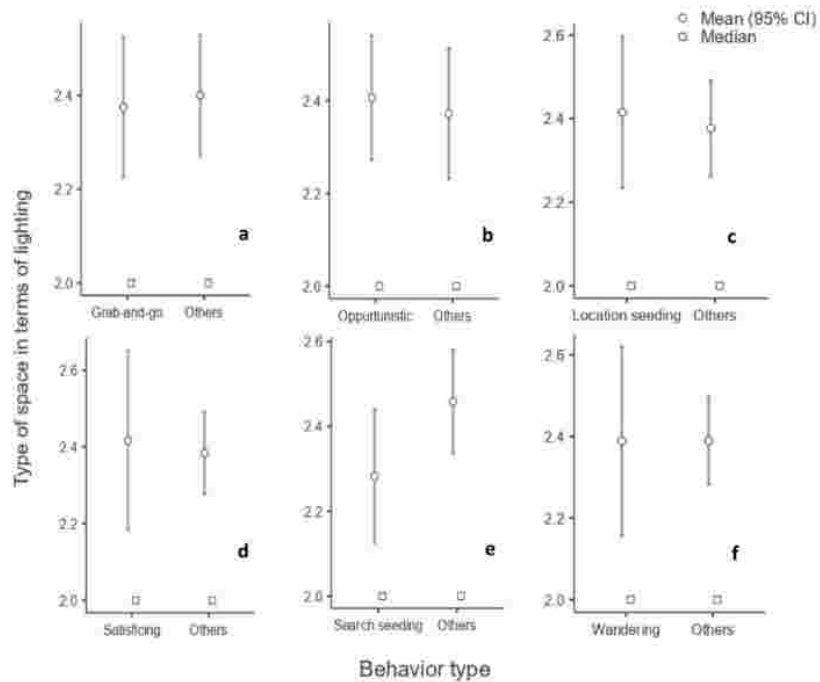 Mean (95% CI)
Median
Type of space in terms of lighting
2.4
2.2
2.0
a
Grab-and-go
Others
2.4
2.2
2.0
b
Oppurtunistic
Others
2.6
2.4
2.2
2.0
c
Location seeding
Others
2.6
2.4
2.2
2.0
d
Satisficing
Others
2.6
2.4
2.2
2.0
e
Search seeding
Others
2.6
2.4
2.2
2.0
f
Wandering
Others
Behavior type